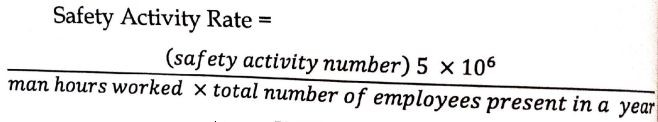 Safety Activity Rate =
(safety activity number) 5 × 10⁶
man hours worked × total number of employees present in a year